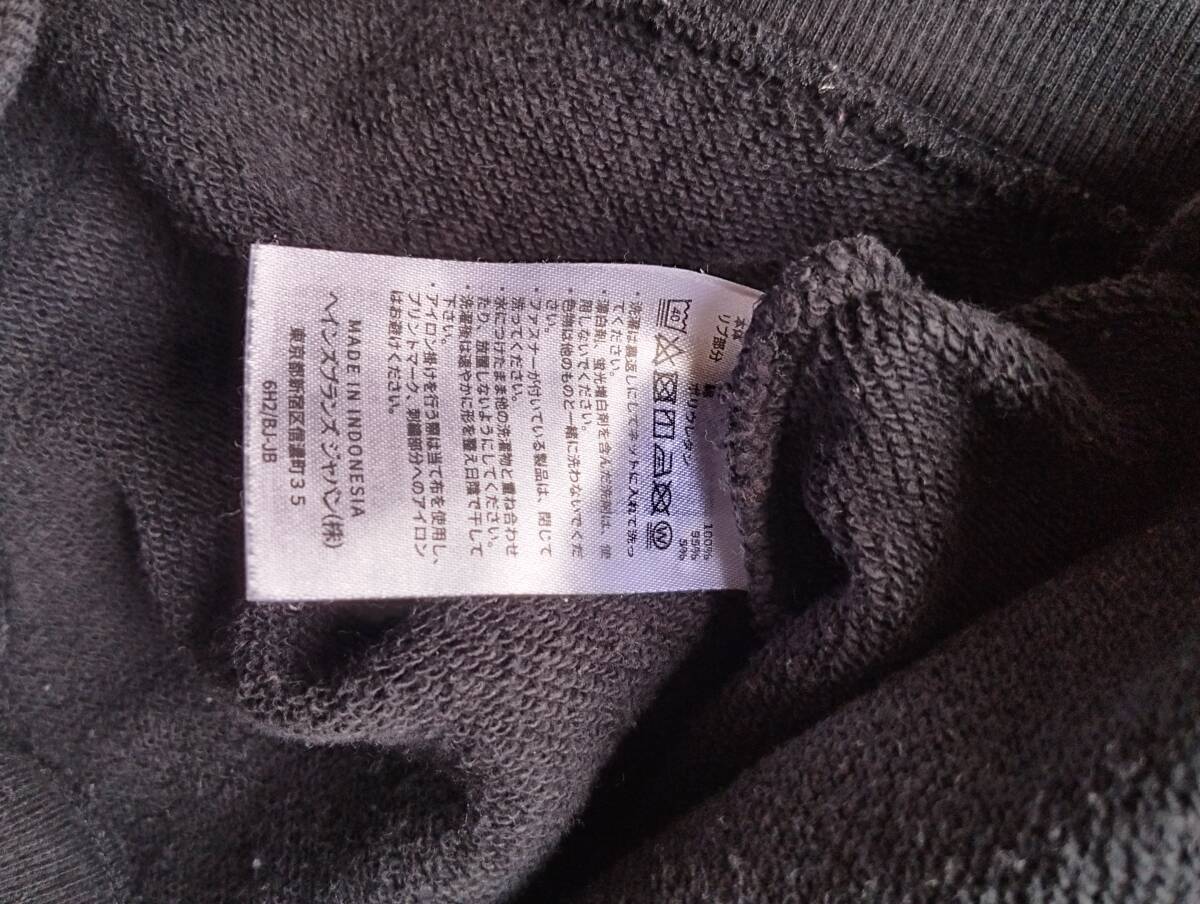 本体 100%
リブ部分 95%
ポリウレタン 5%
40
W
・洗濯は裏返しにしてネットに入れて洗っ
てください。
・漂白剤、蛍光増白剤を含んだ洗剤は、使
用しないでください。
・色物は他のものと一緒に洗わないでくだ
さい。
・ファスナーが付いている製品は、閉じて
洗ってください。
・水につけたまま他の洗濯物と重ね合わせ
たり、放置しないようにしてください。
・洗濯後は速やかに形を整え日陰で干して
下さい。
・アイロン掛けを行う際は当て布を使用し、
プリントマーク、刺繍部分へのアイロン
はお避けください。
MADE IN INDONESIA
ヘインズブランズ ジャパン(株)
東京都新宿区信濃町35
6H2/BJ-JB